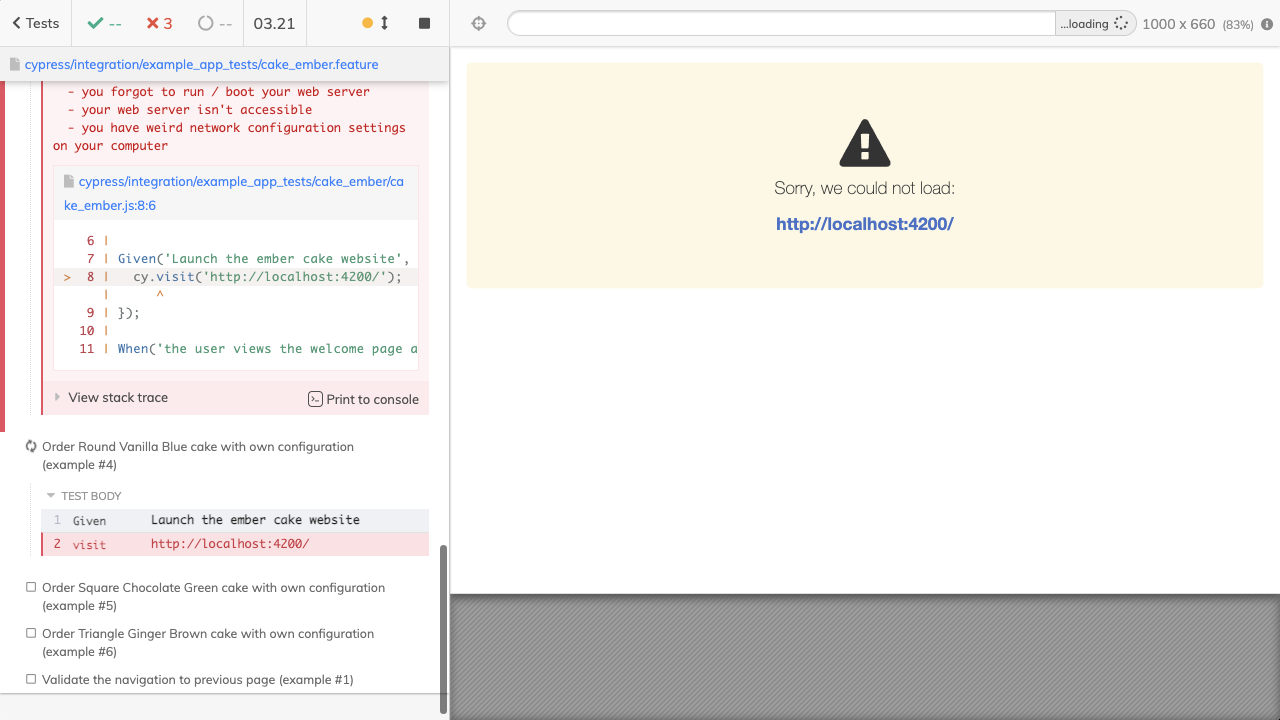 Tests -- 3 -- 03.21 ...loading 1000 x 660 (83%)
cypress/integration/example_app_tests/cake_ember.feature
- you forgot to run / boot your web server
- your web server isn't accessible
- you have weird network configuration settings
on your computer
cypress/integration/example_app_tests/cake_ember/ca
ke_ember.js:8:6
6 |
7 | Given('Launch the ember cake website',
> 8 | cy.visit('http://localhost:4200/');
| ^
9 | });
10 |
11 | When('the user views the welcome page a
View stack trace Print to console
Order Round Vanilla Blue cake with own configuration
(example #4)
TEST BODY
1 Given Launch the ember cake website
2 visit http://localhost:4200/
Order Square Chocolate Green cake with own configuration
(example #5)
Order Triangle Ginger Brown cake with own configuration
(example #6)
Validate the navigation to previous page (example #1)
Sorry, we could not load:
http://localhost:4200/